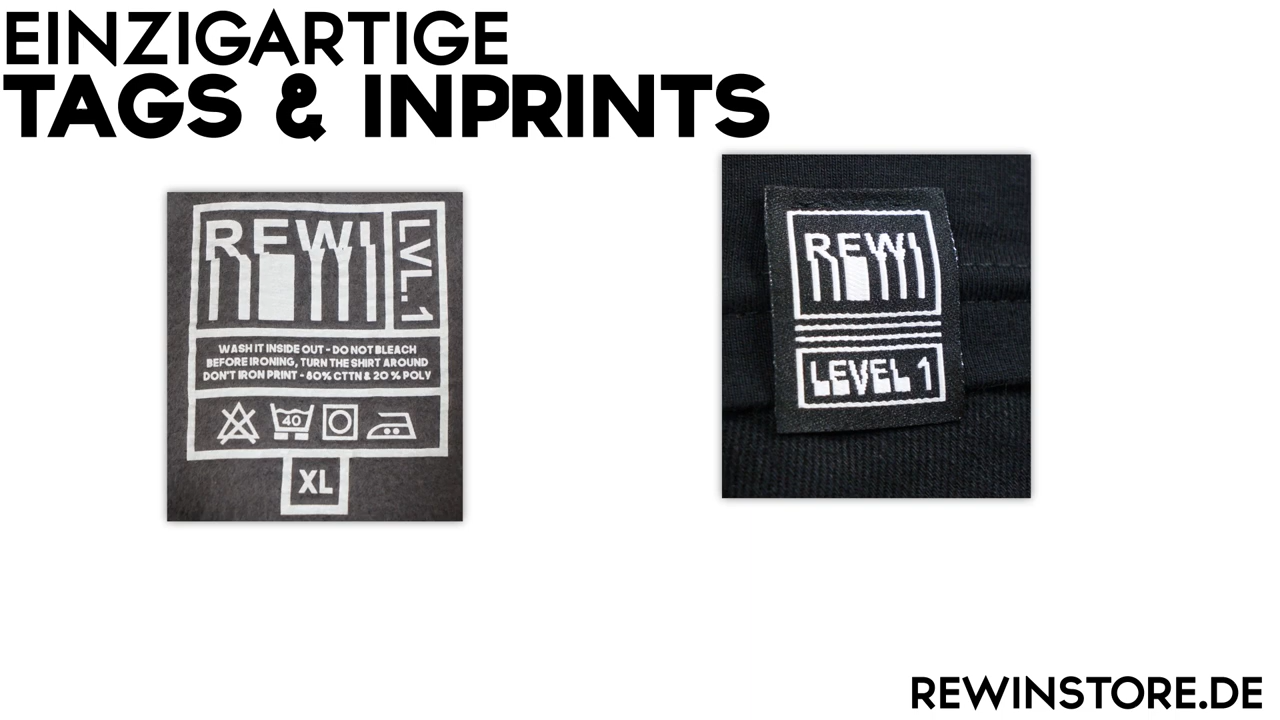 EINZIGARTIGE
TAGS & INPRINTS
REWI
LVL.1
WASH IT INSIDE OUT - DO NOT BLEACH
BEFORE IRONING, TURN THE SHIRT AROUND
DON'T IRON PRINT - 80% CTTN & 20 % POLY
40
XL
REWI
LEVEL 1
REWINSTORE.DE